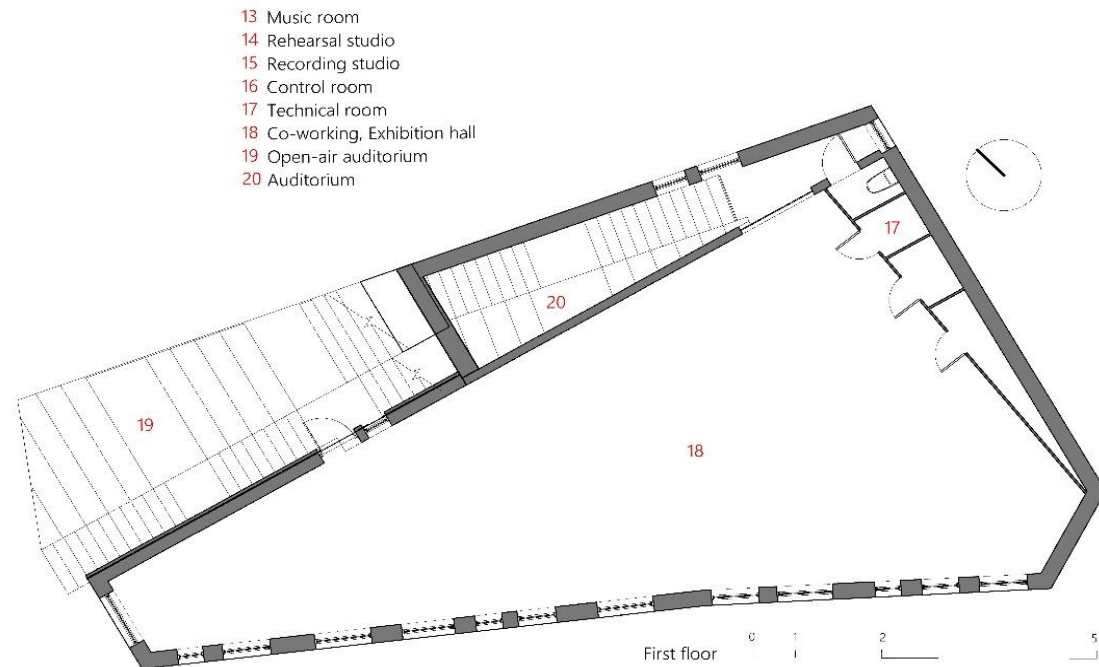 13 Music room
14 Rehearsal studio
15 Recording studio
16 Control room
17 Technical room
18 Co-working, Exhibition hall
19 Open-air auditorium
20 Auditorium
17
20
19
18
First floor
0 1 2 5